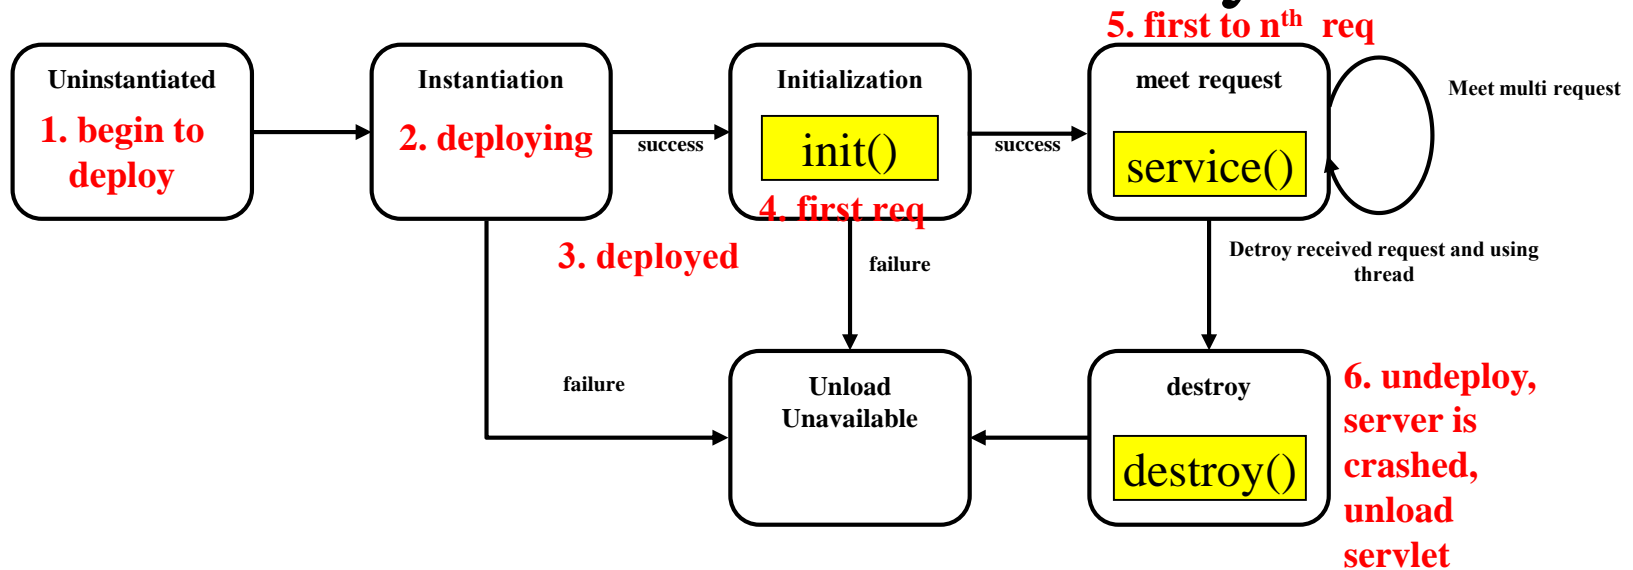 5. first to nth req
Uninstantiated
1. begin to
deploy
Instantiation
2. deploying
success
Initialization
init()
4. first req
success
meet request
service()
Meet multi request
3. deployed
failure
Detroy received request and using
thread
failure
Unload
Unavailable
destroy
destroy()
6. undeploy,
server is
crashed,
unload
servlet